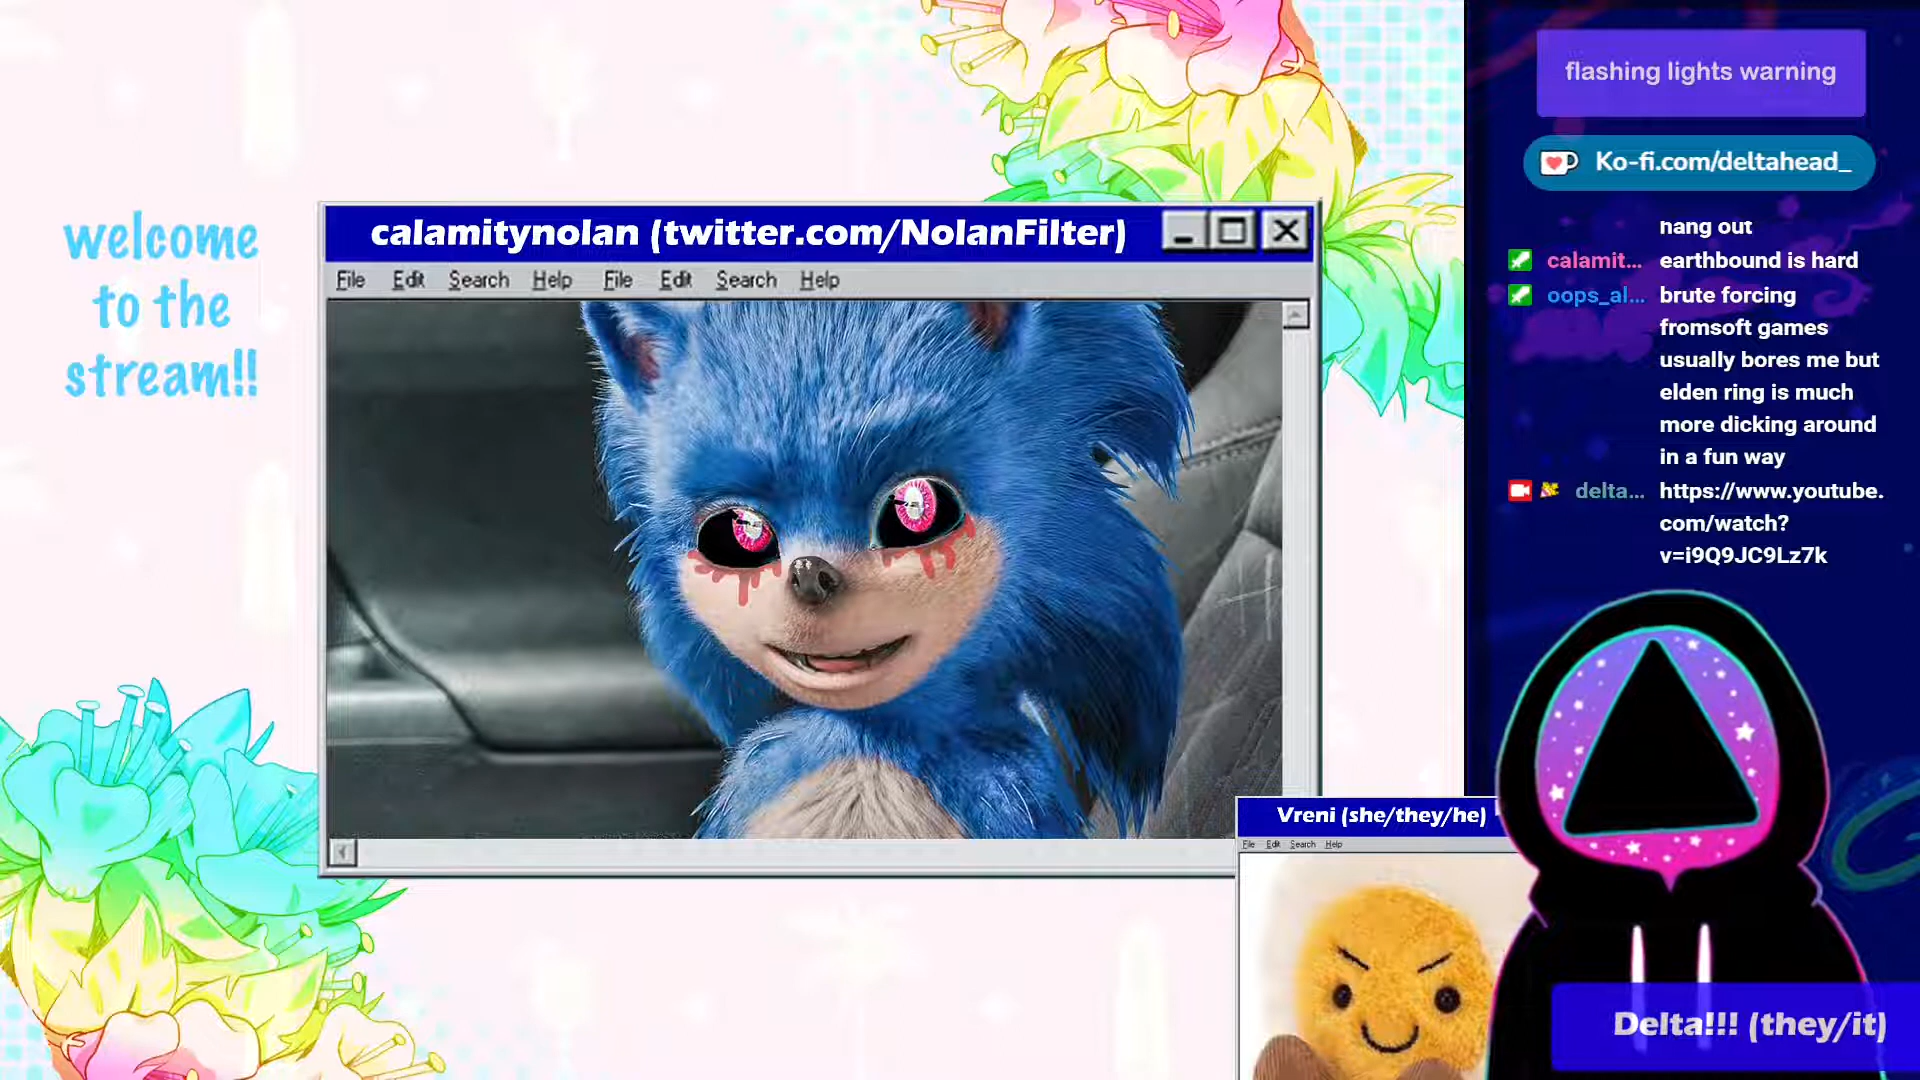 welcome
to the
stream!!
calamitynolan (twitter.com/NolanFilter)
File Edit Search Help File Edit Search Help
flashing lights warning
Ko-fi.com/deltahead_
hang out
calamit... earthbound is hard
oops_al... brute forcing
fromsoft games
usually bores me but
elden ring is much
more dicking around
in a fun way
delta... https://www.youtube.
com/watch?
v=i9Q9JC9Lz7k
Vreni (she/they/he)
File Edit Search Help
Delta!!! (they/it)